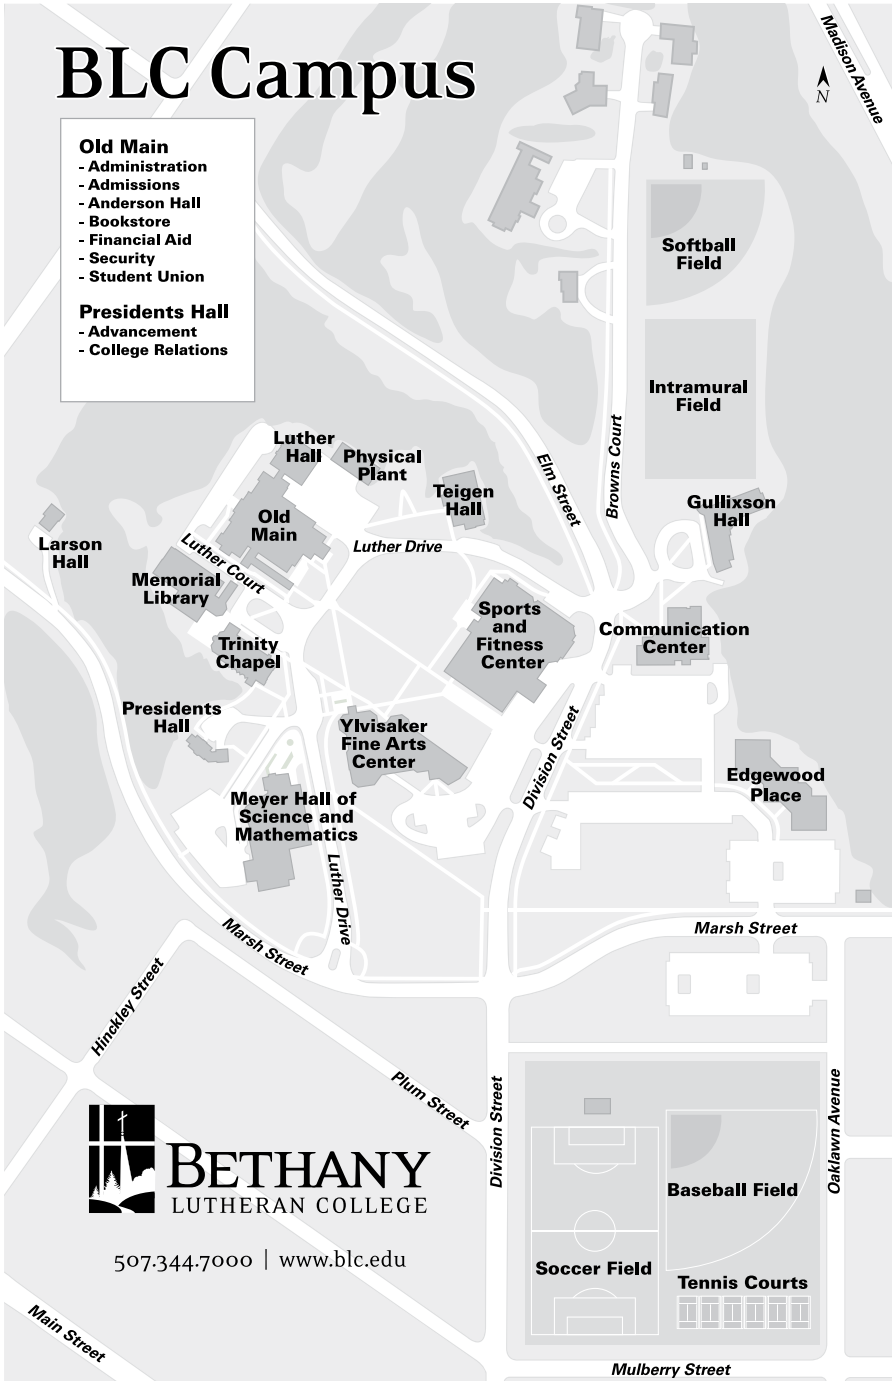 BLC Campus
Madison Avenue
N
Old Main
- Administration
- Admissions
- Anderson Hall
- Bookstore
- Financial Aid
- Security
- Student Union
Presidents Hall
- Advancement
- College Relations
Softball
Field
Intramural
Field
Luther
Hall
Physical
Plant
Teigen
Hall
Elm Street
Browns Court
Gullixson
Hall
Old
Main
Larson
Hall
Luther Court
Luther Drive
Memorial
Library
Sports
and
Fitness
Center
Communication
Center
Trinity
Chapel
Presidents
Hall
Ylvisaker
Fine Arts
Center
Division Street
Edgewood
Place
Meyer Hall of
Science and
Mathematics
Luther Drive
Marsh Street
Marsh Street
Hinckley Street
Plum Street
Division Street
Oaklawn Avenue
BETHANY
LUTHERAN COLLEGE
507.344.7000 | www.blc.edu
Baseball Field
Soccer Field
Tennis Courts
Main Street
Mulberry Street